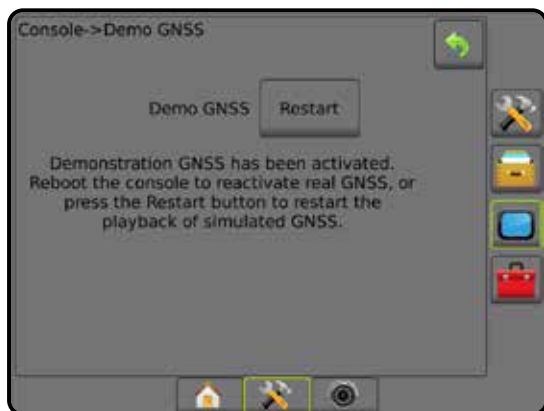 Console->Demo GNSS
Demo GNSS Restart
Demonstration GNSS has been activated.
Reboot the console to reactivate real GNSS, or
press the Restart button to restart the
playback of simulated GNSS.